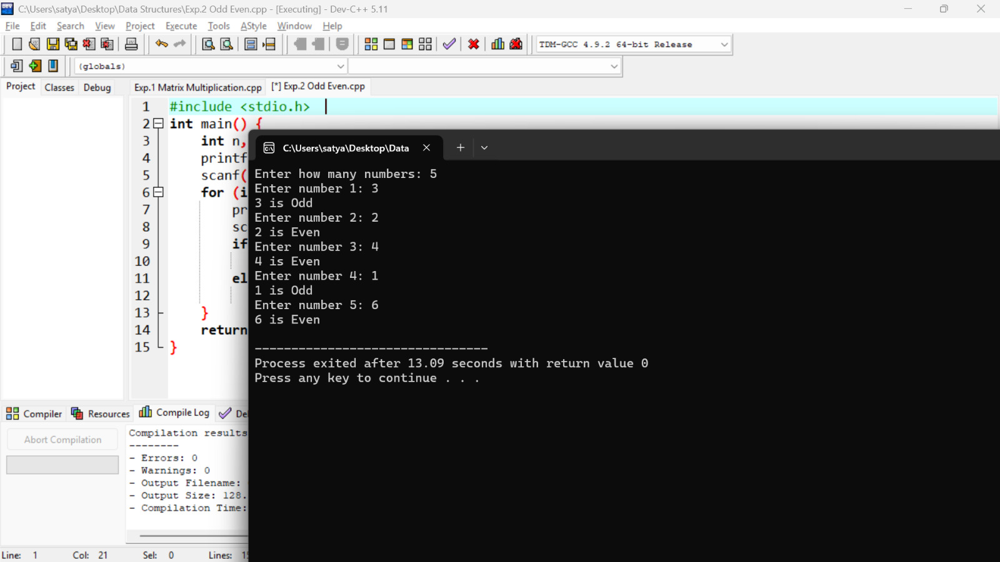 C:\Users\satya\Desktop\Data Structures\Exp.2 Odd Even.cpp - [Executing] - Dev-C++ 5.11
File Edit Search View Project Execute Tools AStyle Window Help
TDM-GCC 4.9.2 64-bit Release
(globals)
Project Classes Debug
Exp.1 Matrix Multiplication.cpp [*] Exp.2 Odd Even.cpp
1 #include <stdio.h>
2 int main() {
3 int n,
4 printf
5 scanf(
6 for (i
7 pr
8 sc
9 if
10
11 el
12
13 }
14 return
15 }
C:\Users\satya\Desktop\Data
Enter how many numbers: 5
Enter number 1: 3
3 is Odd
Enter number 2: 2
2 is Even
Enter number 3: 4
4 is Even
Enter number 4: 1
1 is Odd
Enter number 5: 6
6 is Even
--------------------------------
Process exited after 13.09 seconds with return value 0
Press any key to continue . . .
Compiler Resources Compile Log De
Abort Compilation
Compilation results
--------
- Errors: 0
- Warnings: 0
- Output Filename:
- Output Size: 128.
- Compilation Time:
Line: 1 Col: 21 Sel: 0 Lines: 15